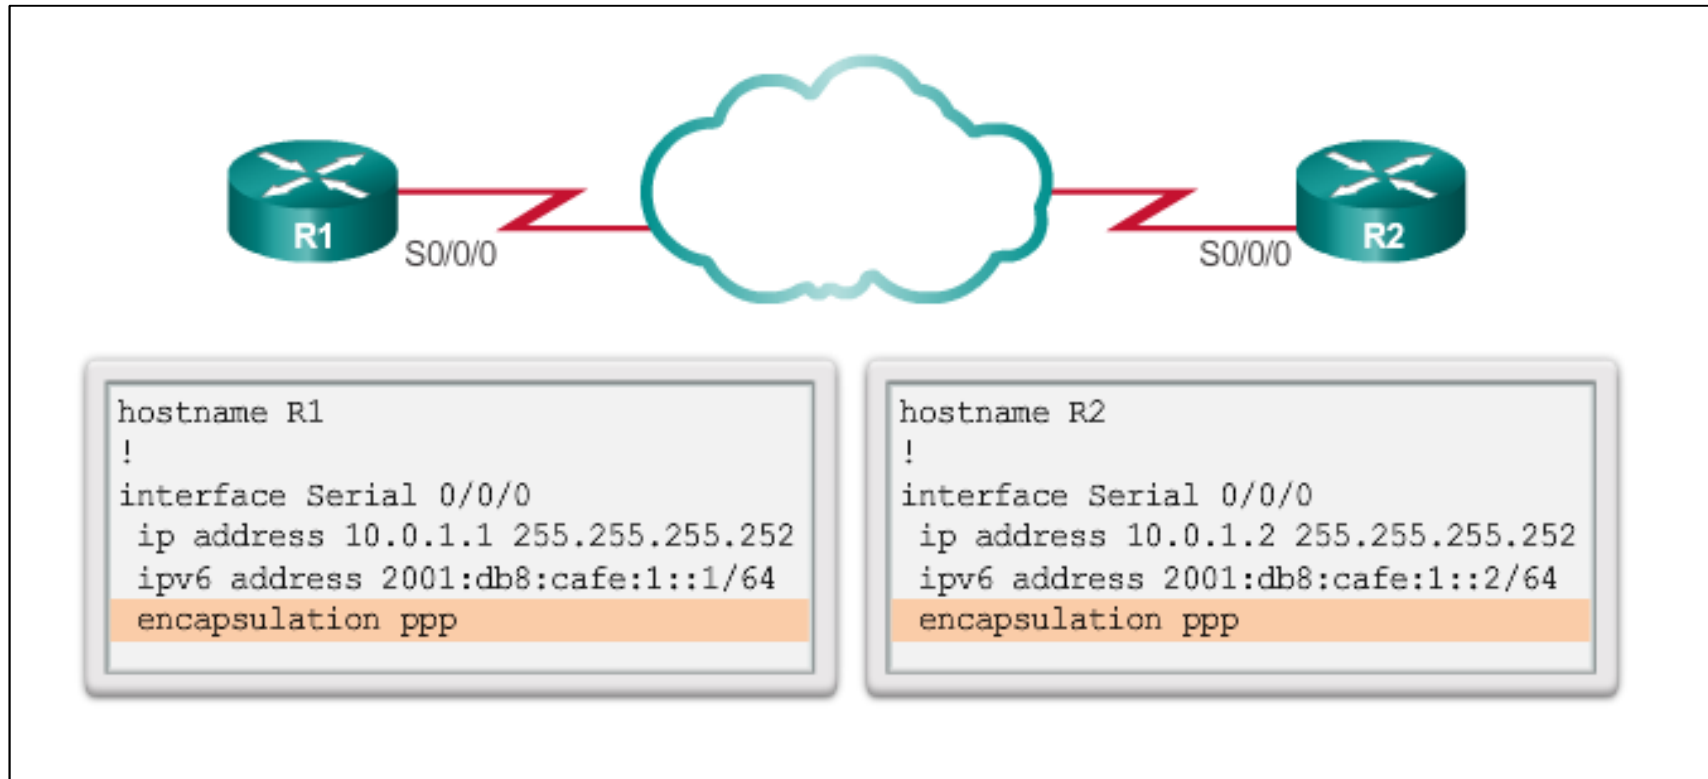 R1
S0/0/0
S0/0/0
R2
hostname R1
!
interface Serial 0/0/0
ip address 10.0.1.1 255.255.255.252
ipv6 address 2001:db8:cafe:1::1/64
encapsulation ppp
hostname R2
!
interface Serial 0/0/0
ip address 10.0.1.2 255.255.255.252
ipv6 address 2001:db8:cafe:1::2/64
encapsulation ppp